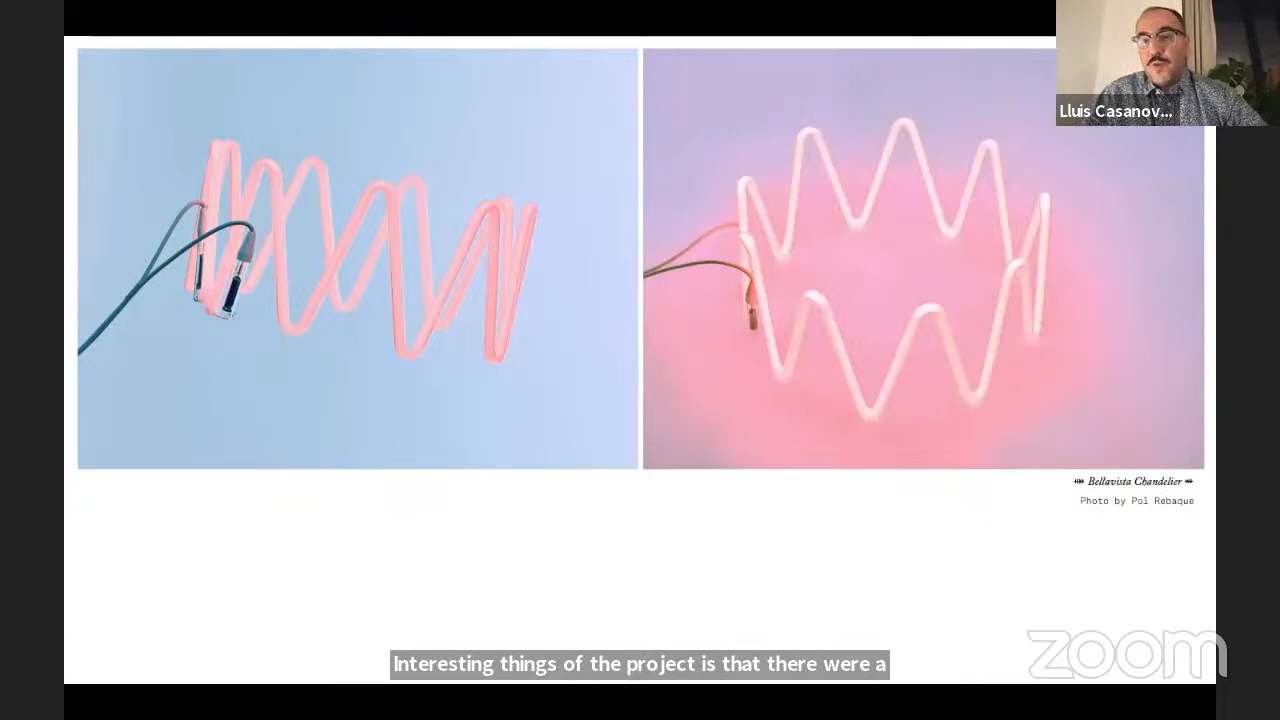 Lluis Casanov...
Bellavista Chandelier
Photo by Pol Rebaque
Interesting things of the project is that there were a
zoom